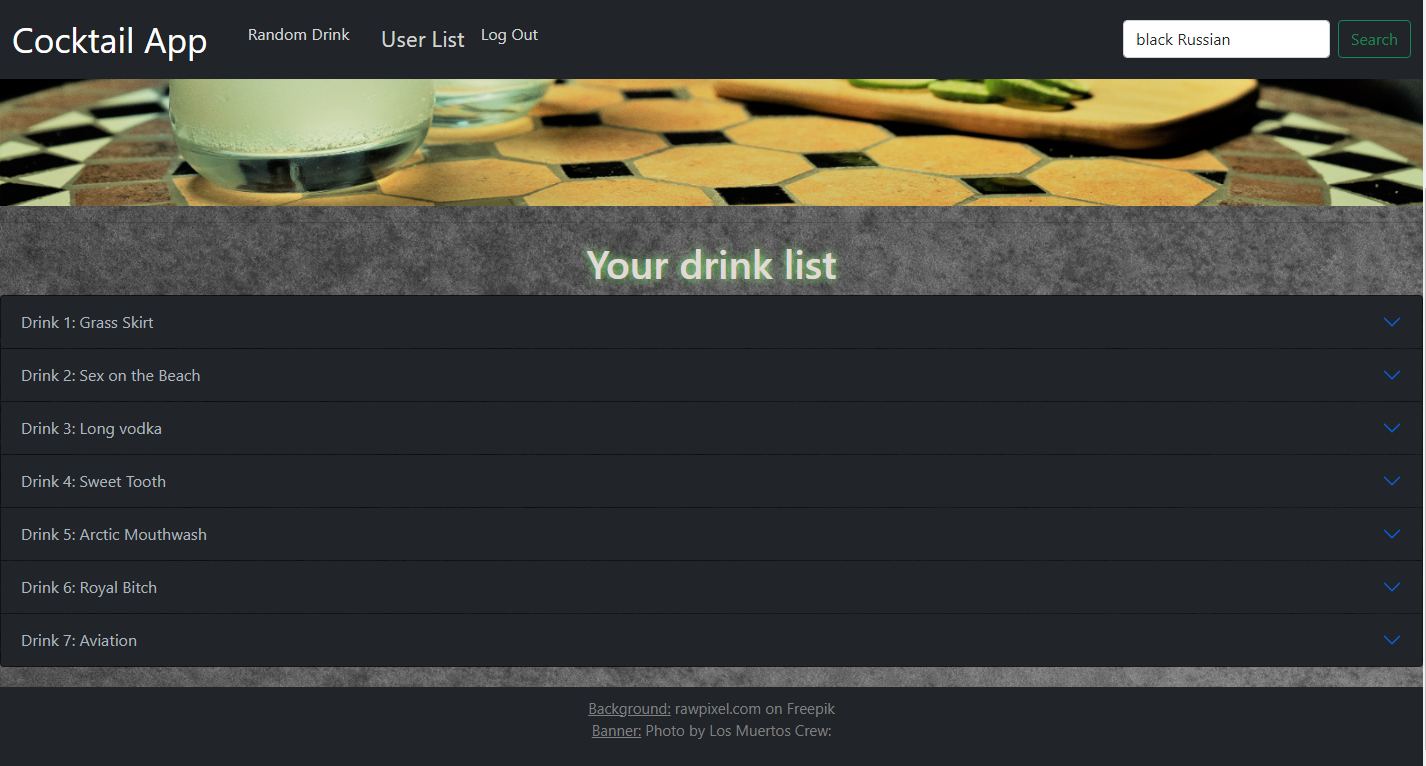 Cocktail App Random Drink User List Log Out black Russian Search
Your drink list
Drink 1: Grass Skirt
Drink 2: Sex on the Beach
Drink 3: Long vodka
Drink 4: Sweet Tooth
Drink 5: Arctic Mouthwash
Drink 6: Royal Bitch
Drink 7: Aviation
Background: rawpixel.com on Freepik
Banner: Photo by Los Muertos Crew: